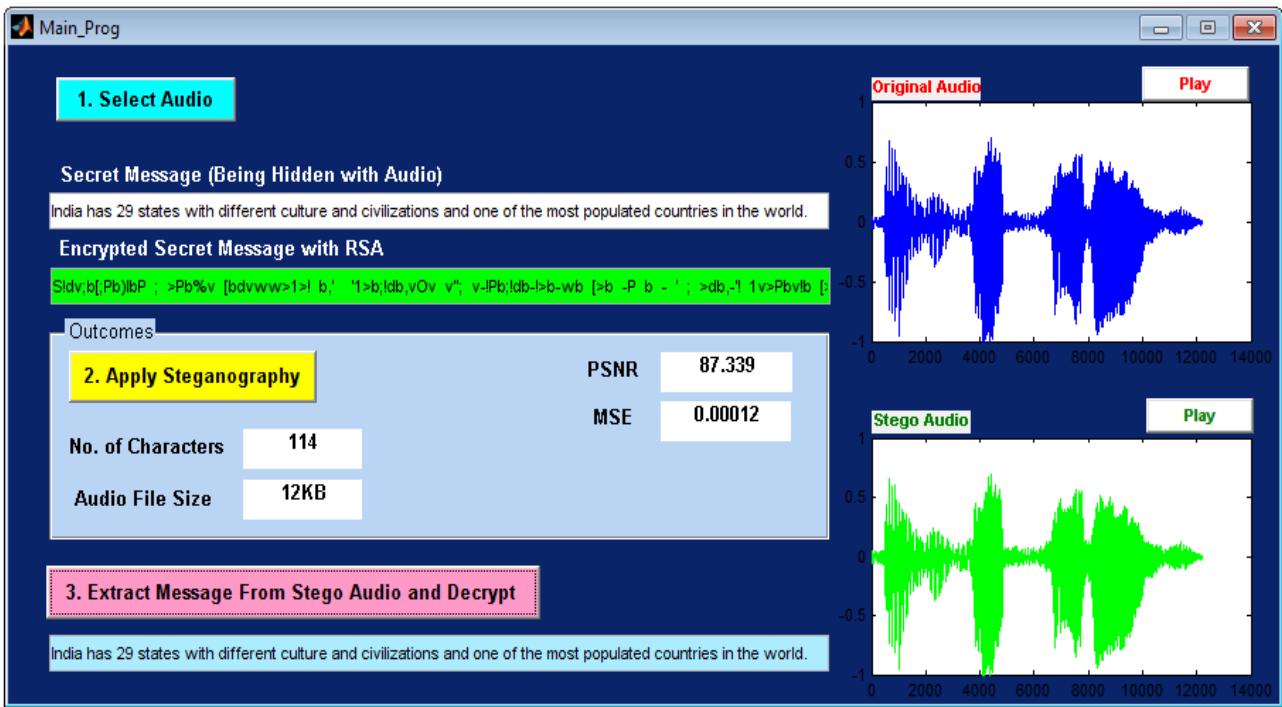 Main_Prog
1. Select Audio
Secret Message (Being Hidden with Audio)
India has 29 states with different culture and civilizations and one of the most populated countries in the world.
Encrypted Secret Message with RSA
Outcomes
2. Apply Steganography
PSNR 87.339
MSE 0.00012
No. of Characters 114
Audio File Size 12KB
3. Extract Message From Stego Audio and Decrypt
India has 29 states with different culture and civilizations and one of the most populated countries in the world.
Original Audio
Play
1
0.5
0
-0.5
-1
0 2000 4000 6000 8000 10000 12000 14000
Stego Audio
Play
1
0.5
0
-0.5
-1
0 2000 4000 6000 8000 10000 12000 14000